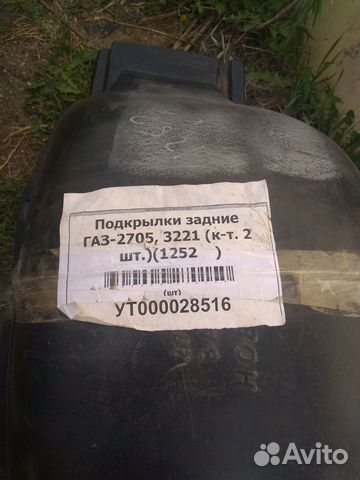 Подкрылки задние
ГАЗ-2705, 3221 (к-т. 2
шт.)(1252 )
(шт)
УТ000028516
Avito